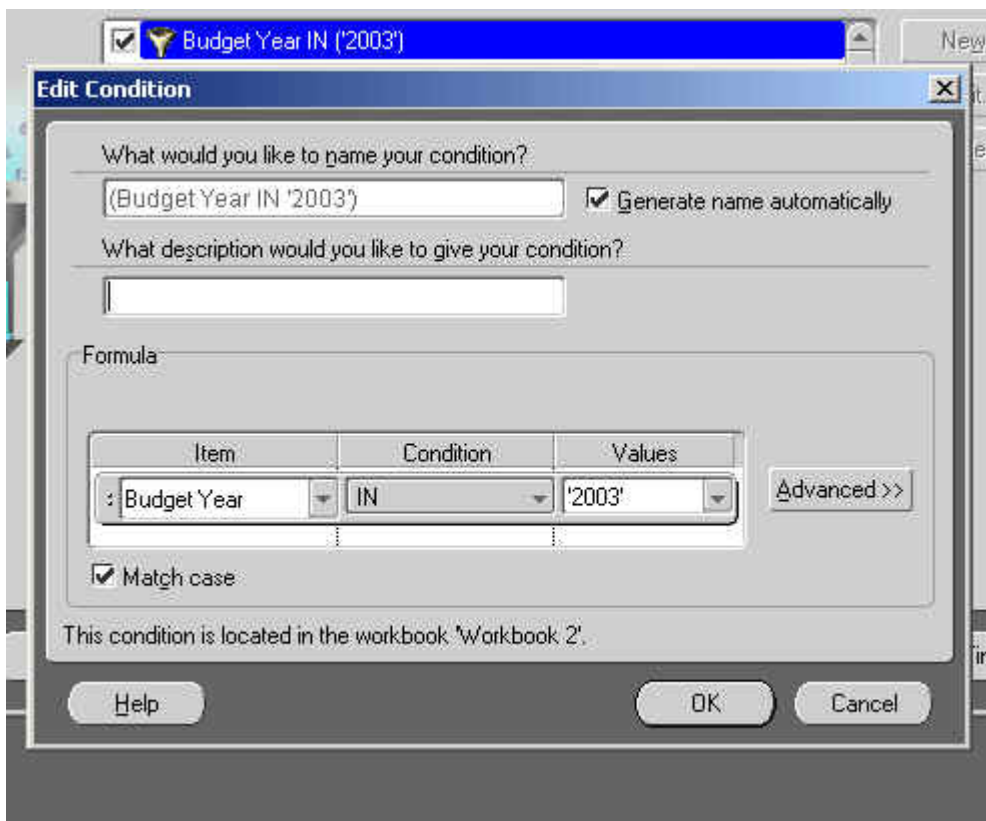 Budget Year IN ('2003')
New
Edit Condition
it.
What would you like to name your condition?
(Budget Year IN '2003')
Generate name automatically
What description would you like to give your condition?
Formula
Item Condition Values
: Budget Year IN '2003'
Advanced >>
Match case
This condition is located in the workbook 'Workbook 2'.
Help OK Cancel